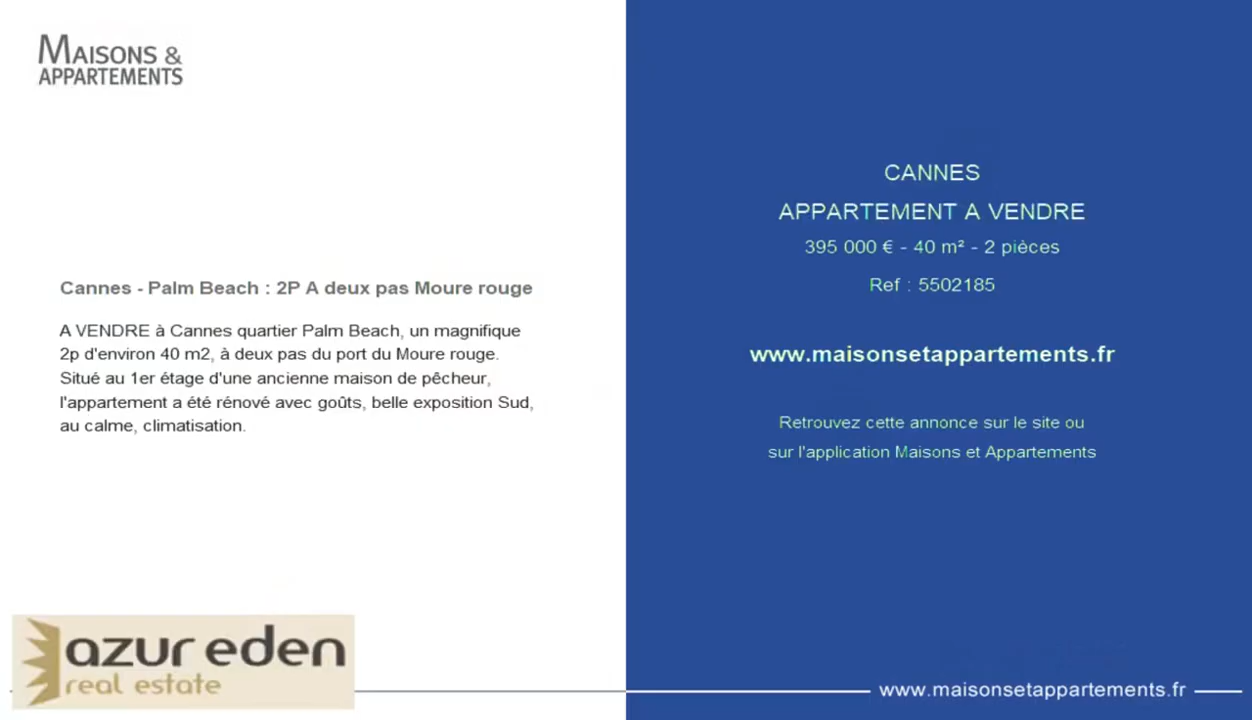 MAISONS &
APPARTEMENTS
Cannes - Palm Beach : 2P A deux pas Moure rouge
A VENDRE à Cannes quartier Palm Beach, un magnifique
2p d'environ 40 m2, à deux pas du port du Moure rouge.
Situé au 1er étage d'une ancienne maison de pêcheur,
l'appartement a été rénové avec goûts, belle exposition Sud,
au calme, climatisation.
azur eden
real estate
CANNES
APPARTEMENT A VENDRE
395 000 € - 40 m² - 2 pièces
Ref : 5502185
www.maisonsetappartements.fr
Retrouvez cette annonce sur le site ou
sur l'application Maisons et Appartements
www.maisonsetappartements.fr